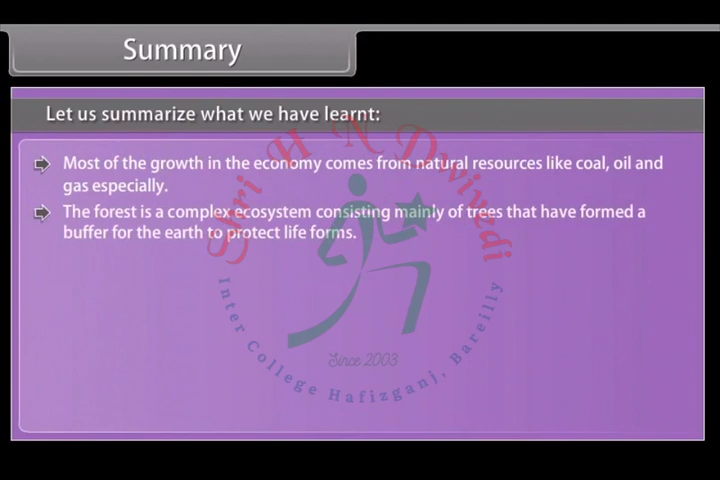 Summary
Let us summarize what we have learnt:
Most of the growth in the economy comes from natural resources like coal, oil and
gas especially.
The forest is a complex ecosystem consisting mainly of trees that have formed a
buffer for the earth to protect life forms.
Shri H N Dwivedi
Since 2003
Inter College Hafizganj, Bareilly